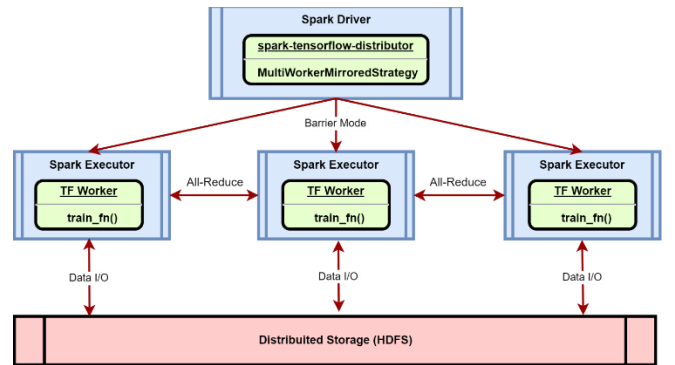 Spark Driver
spark-tensorflow-distributor
MultiWorkerMirroredStrategy
Barrier Mode
Spark Executor
TF Worker
train_fn()
All-Reduce
Spark Executor
TF Worker
train_fn()
All-Reduce
Spark Executor
TF Worker
train_fn()
Data I/O
Data I/O
Data I/O
Distribuited Storage (HDFS)